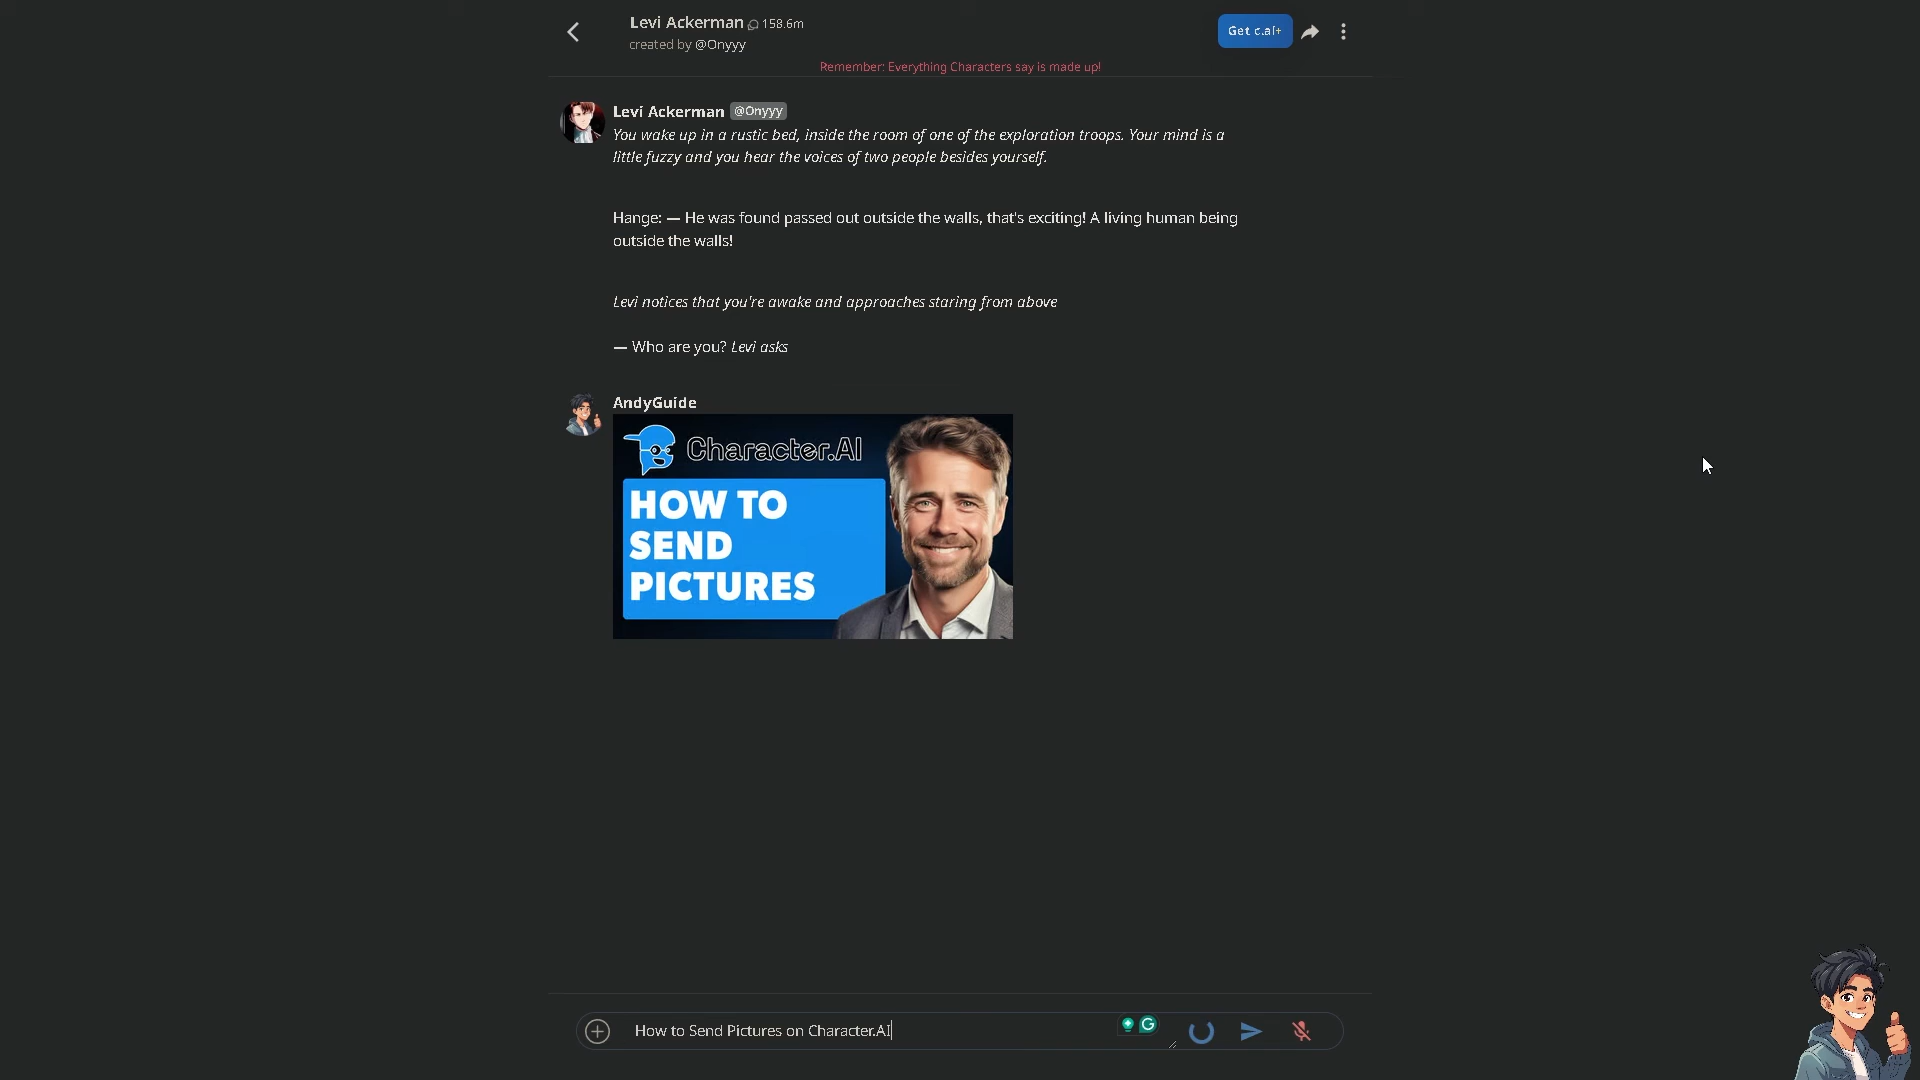 Levi Ackerman 158.6m
created by @Onyyy
Get c.ai+
Remember: Everything Characters say is made up!
Levi Ackerman @Onyyy
You wake up in a rustic bed, inside the room of one of the exploration troops. Your mind is a
little fuzzy and you hear the voices of two people besides yourself.
Hange: — He was found passed out outside the walls, that's exciting! A living human being
outside the walls!
Levi notices that you're awake and approaches staring from above
— Who are you? Levi asks
AndyGuide
Character.AI
HOW TO
SEND
PICTURES
How to Send Pictures on Character.AI